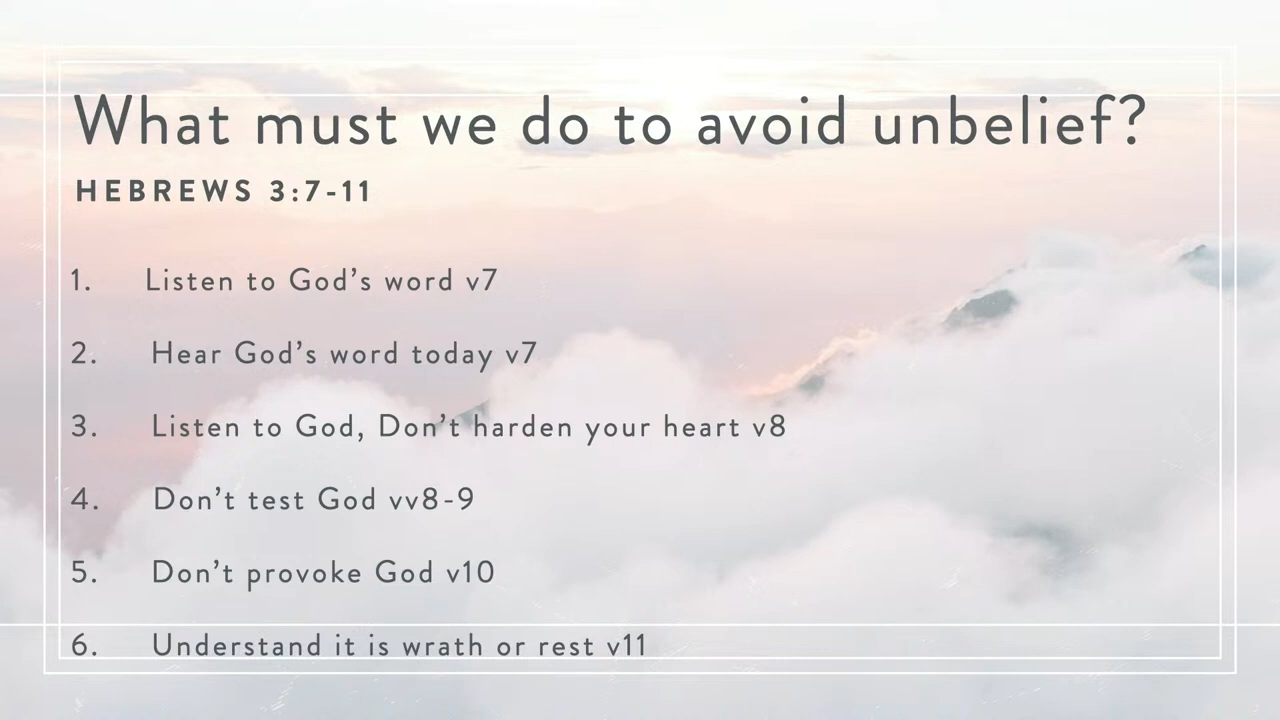 What must we do to avoid unbelief?
HEBREWS 3:7-11
1. Listen to God’s word v7
2. Hear God’s word today v7
3. Listen to God, Don’t harden your heart v8
4. Don’t test God vv8-9
5. Don’t provoke God v10
6. Understand it is wrath or rest v11